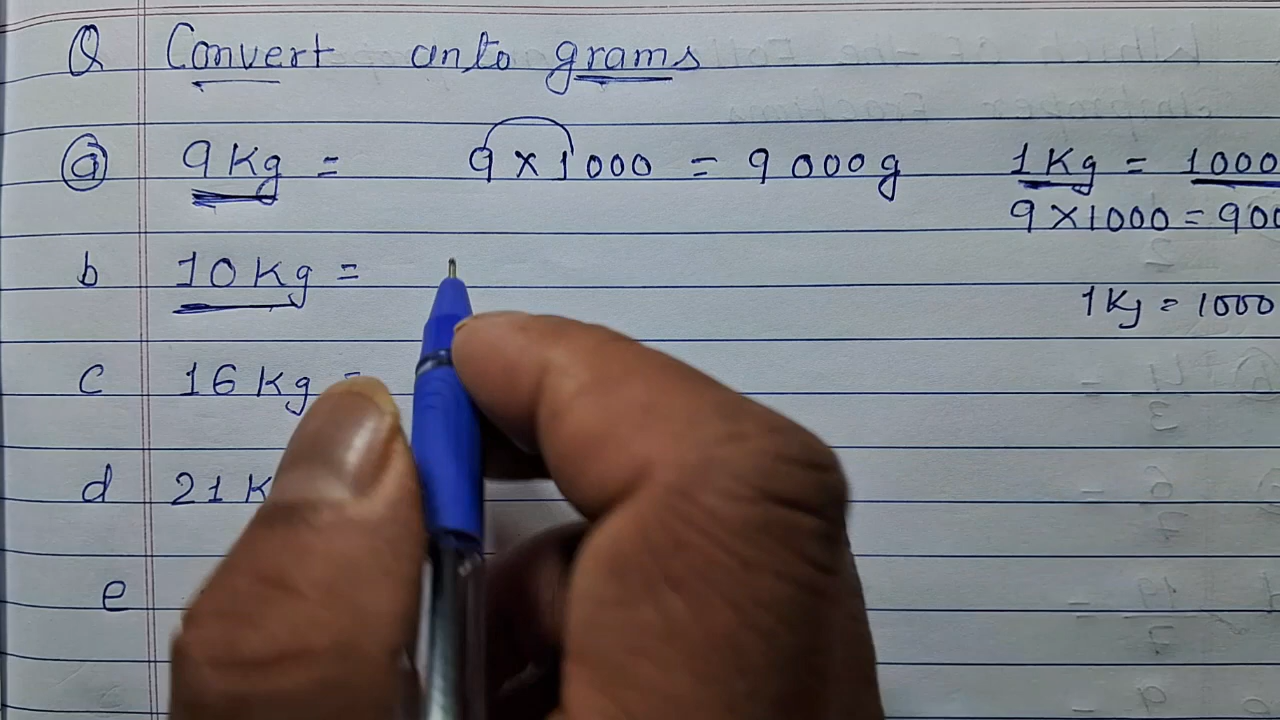 Q Convert onto grams
a 9 Kg = 9 x 1000 = 9000g 1 Kg = 1000
9 x 1000 = 900
b 10 Kg =
1 Kg = 1000
c 16 Kg =
d 21 K
e